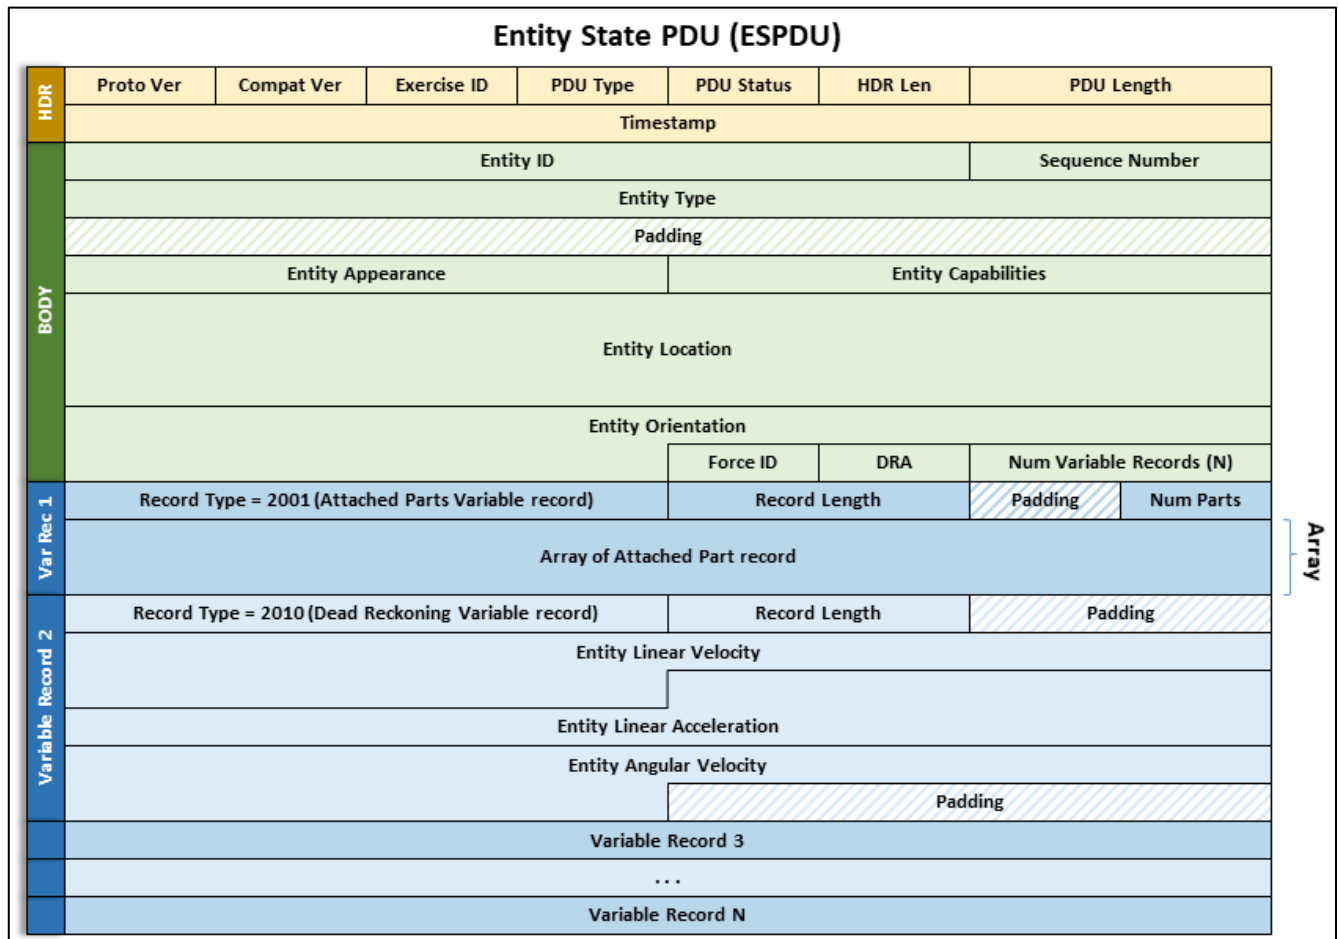 Entity State PDU (ESPDU)
HDR
Proto Ver
Compat Ver
Exercise ID
PDU Type
PDU Status
HDR Len
PDU Length
Timestamp
BODY
Entity ID
Sequence Number
Entity Type
Padding
Entity Appearance
Entity Capabilities
Entity Location
Entity Orientation
Force ID
DRA
Num Variable Records (N)
Var Rec 1
Record Type = 2001 (Attached Parts Variable record)
Record Length
Padding
Num Parts
Array of Attached Part record
Array
Variable Record 2
Record Type = 2010 (Dead Reckoning Variable record)
Record Length
Padding
Entity Linear Velocity
Entity Linear Acceleration
Entity Angular Velocity
Padding
Variable Record 3
...
Variable Record N